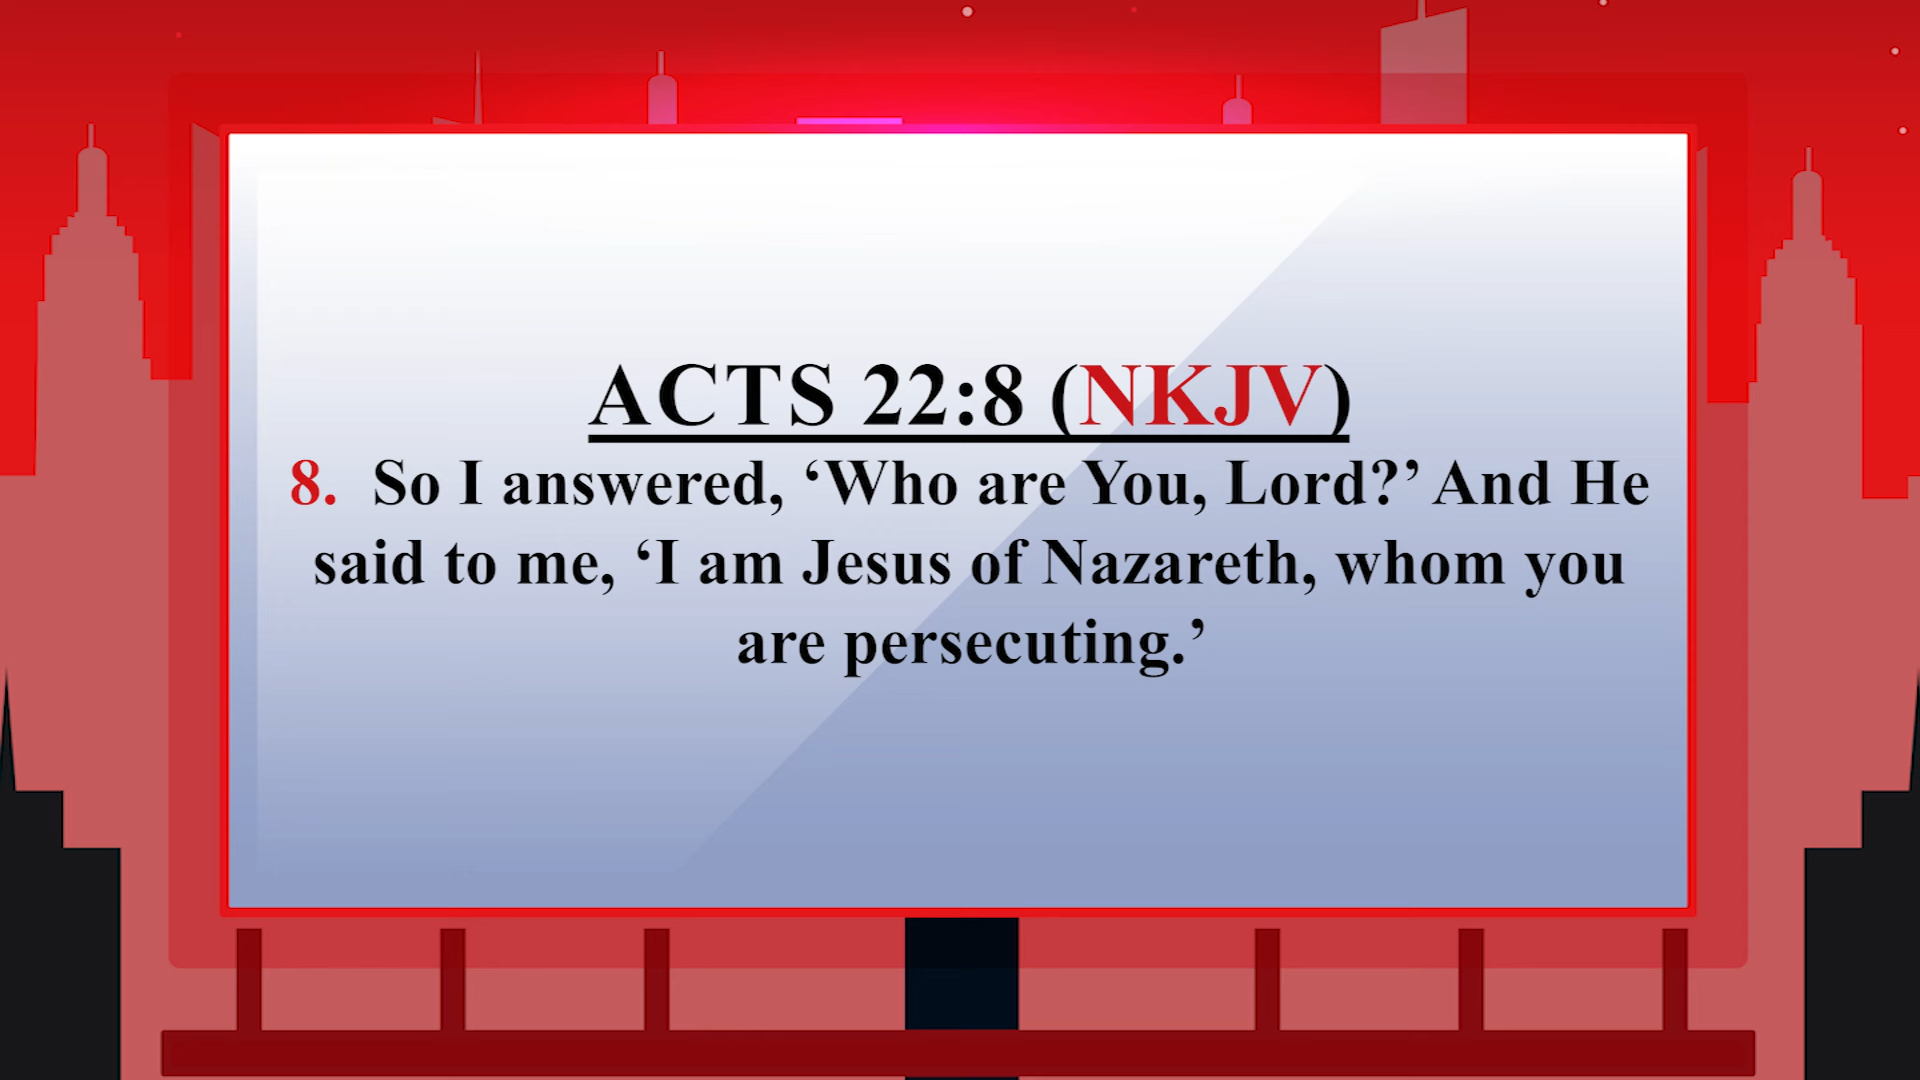 ACTS 22:8 (NKJV)
8. So I answered, ‘Who are You, Lord?’ And He
said to me, ‘I am Jesus of Nazareth, whom you
are persecuting.’